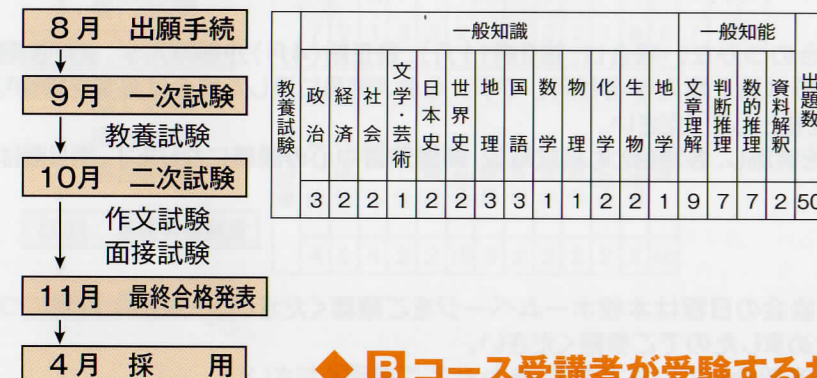 8月 出願手続
9月 一次試験
教養試験
10月 二次試験
作文試験
面接試験
11月 最終合格発表
4月 採用
教養試験
一般知識 一般知能 出題数
政治 経済 社会 文学・芸術 日本史 世界史 地理 国語 数学 物理 化学 生物 地学 文章理解 判断推理 数的推理 資料解釈
3 2 2 1 2 2 3 3 1 1 2 2 1 9 7 7 2 50
◆Bコース受講者が受験する